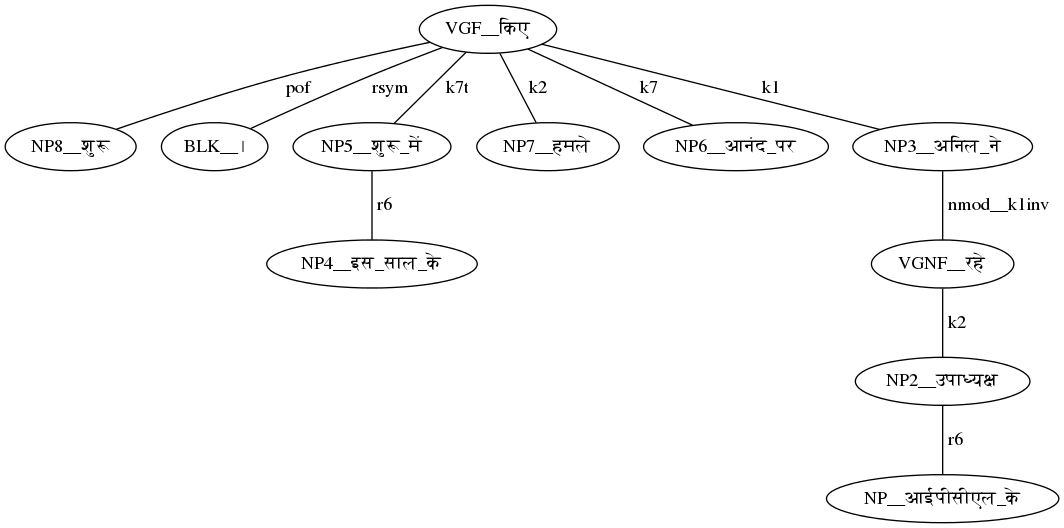 VGF__किए
pof rsym k7t k2 k7 k1
NP8__शुरू BLK__। NP5__शुरू_में NP7__हमले NP6__आनंद_पर NP3__अनिल_ने
r6 nmod__k1inv
NP4__इस_साल_के VGNF__रहे
k2
NP2__उपाध्यक्ष
r6
NP__आईपीसीएल_के